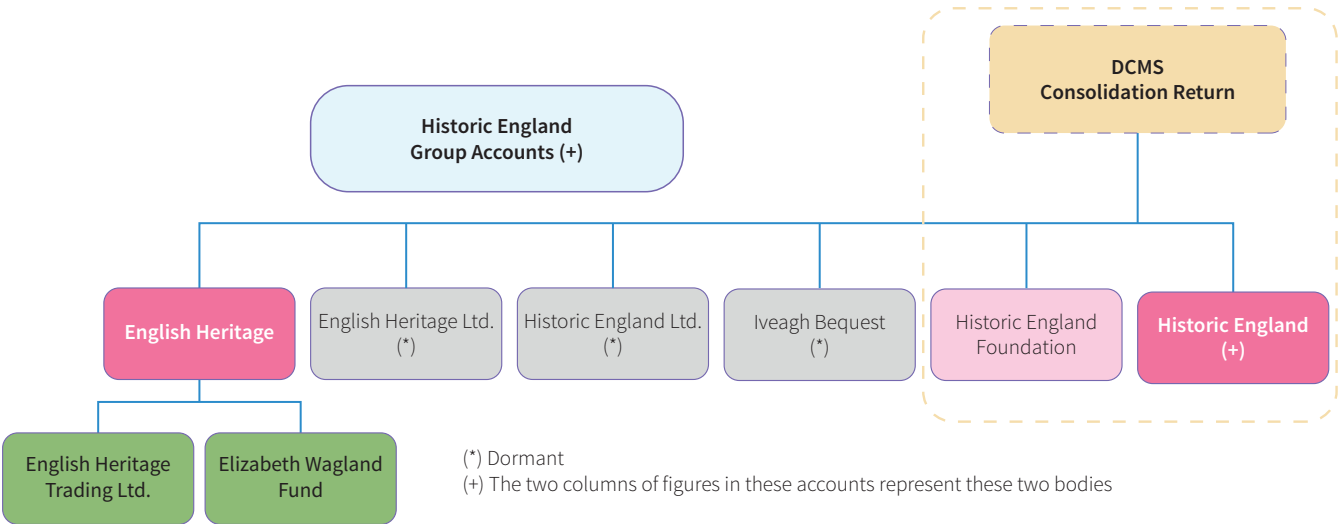 DCMS
Consolidation Return
Historic England
Group Accounts (+)
English Heritage
English Heritage Ltd.
(*)
Historic England Ltd.
(*)
Iveagh Bequest
(*)
Historic England
Foundation
Historic England
(+)
English Heritage
Trading Ltd.
Elizabeth Wagland
Fund
(*) Dormant
(+) The two columns of figures in these accounts represent these two bodies